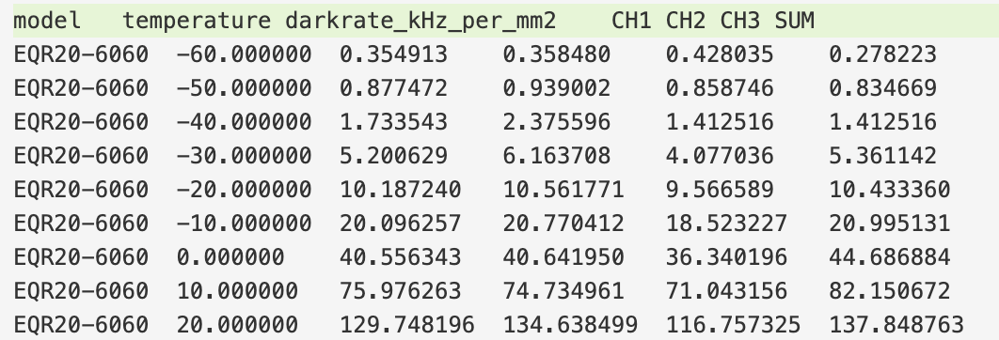 model temperature darkrate_kHz_per_mm2 CH1 CH2 CH3 SUM
EQR20-6060 -60.000000 0.354913 0.358480 0.428035 0.278223
EQR20-6060 -50.000000 0.877472 0.939002 0.858746 0.834669
EQR20-6060 -40.000000 1.733543 2.375596 1.412516 1.412516
EQR20-6060 -30.000000 5.200629 6.163708 4.077036 5.361142
EQR20-6060 -20.000000 10.187240 10.561771 9.566589 10.433360
EQR20-6060 -10.000000 20.096257 20.770412 18.523227 20.995131
EQR20-6060 0.000000 40.556343 40.641950 36.340196 44.686884
EQR20-6060 10.000000 75.976263 74.734961 71.043156 82.150672
EQR20-6060 20.000000 129.748196 134.638499 116.757325 137.848763